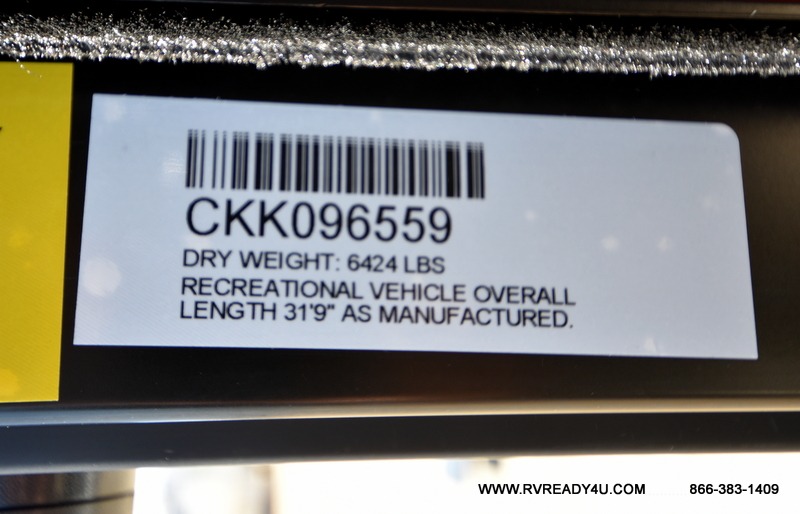 CKK096559
DRY WEIGHT: 6424 LBS
RECREATIONAL VEHICLE OVERALL
LENGTH 31'9" AS MANUFACTURED.
WWW.RVREADY4U.COM 866-383-1409